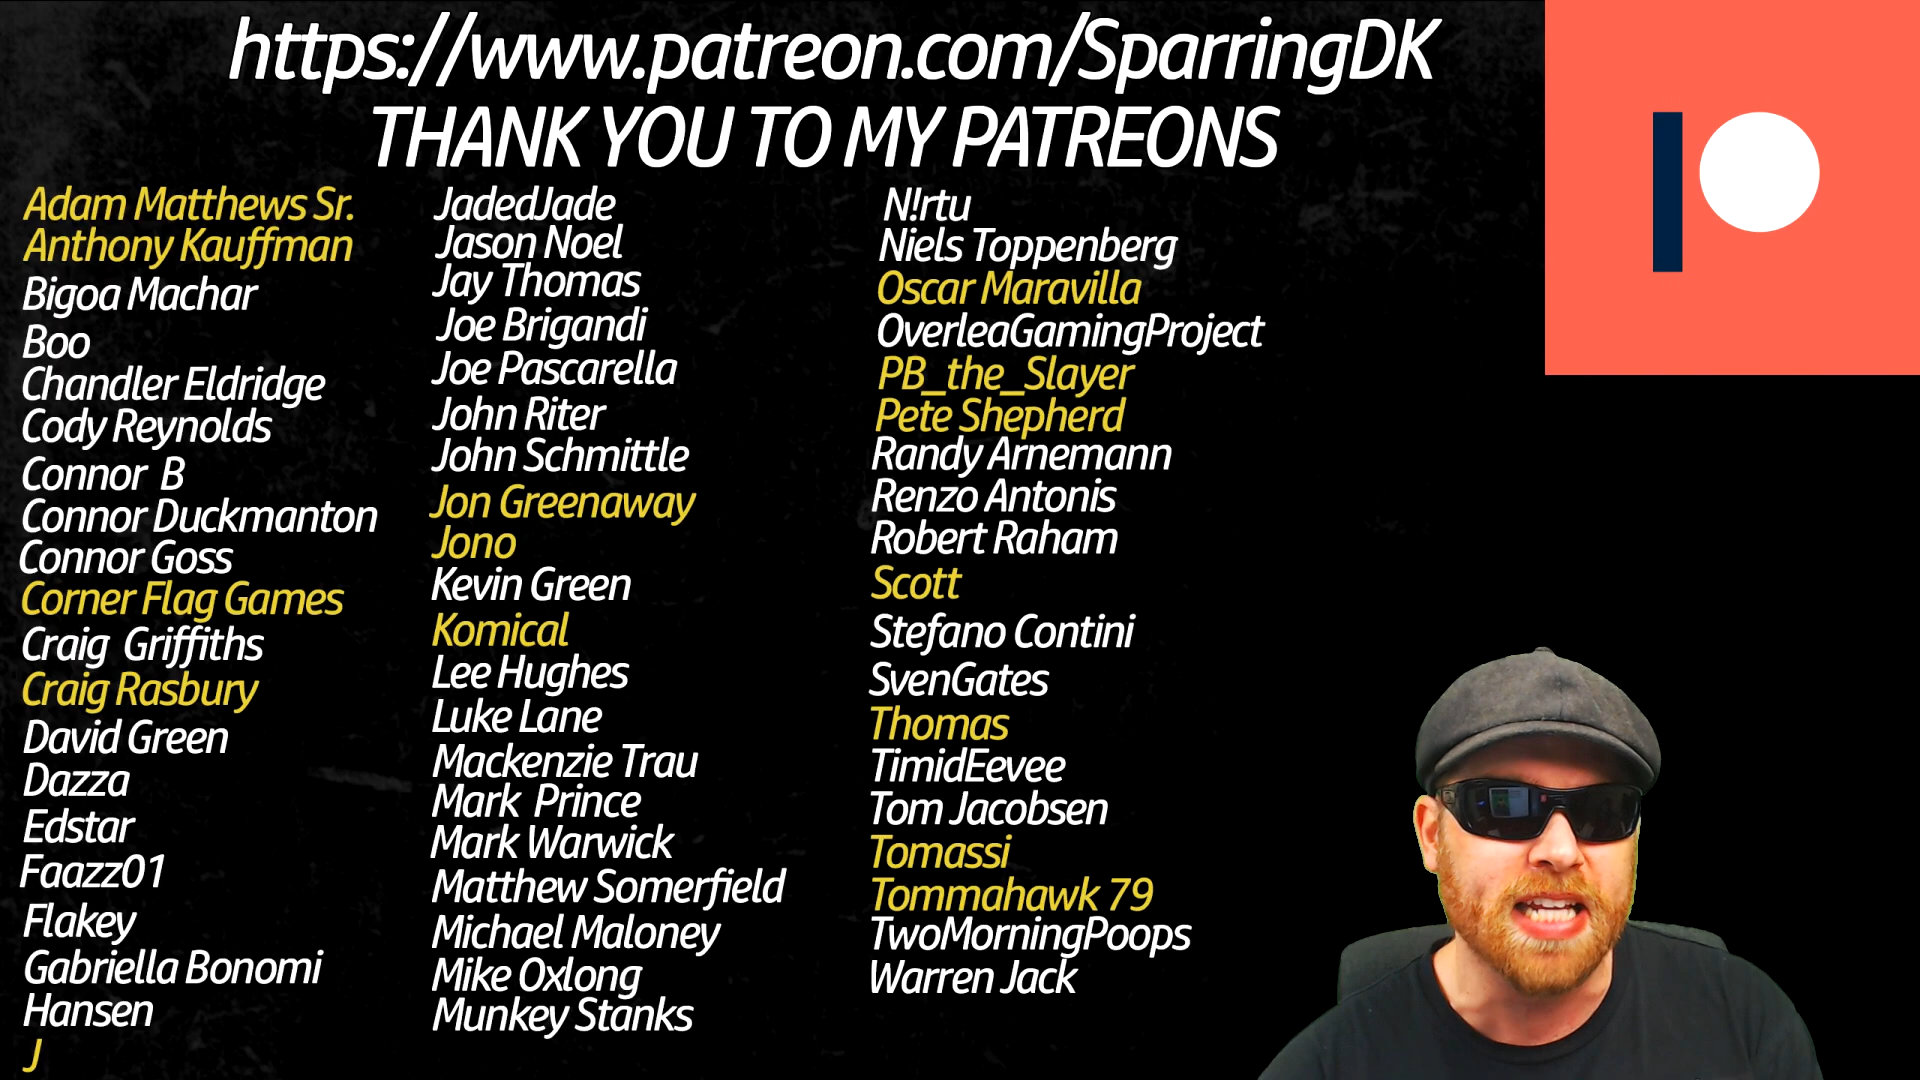 https://www.patreon.com/SparringDK
THANK YOU TO MY PATREONS
Adam Matthews Sr.
Anthony Kauffman
Bigoa Machar
Boo
Chandler Eldridge
Cody Reynolds
Connor B
Connor Duckmanton
Connor Goss
Corner Flag Games
Craig Griffiths
Craig Rasbury
David Green
Dazza
Edstar
Faazz01
Flakey
Gabriella Bonomi
Hansen
J
JadedJade
Jason Noel
Jay Thomas
Joe Brigandi
Joe Pascarella
John Riter
John Schmittle
Jon Greenaway
Jono
Kevin Green
Komical
Lee Hughes
Luke Lane
Mackenzie Trau
Mark Prince
Mark Warwick
Matthew Somerfield
Michael Maloney
Mike Oxlong
Munkey Stanks
N!rtu
Niels Toppenberg
Oscar Maravilla
OverleaGamingProject
PB_the_Slayer
Pete Shepherd
Randy Arnemann
Renzo Antonis
Robert Raham
Scott
Stefano Contini
SvenGates
Thomas
TimidEevee
Tom Jacobsen
Tomassi
Tommahawk 79
TwoMorningPoops
Warren Jack